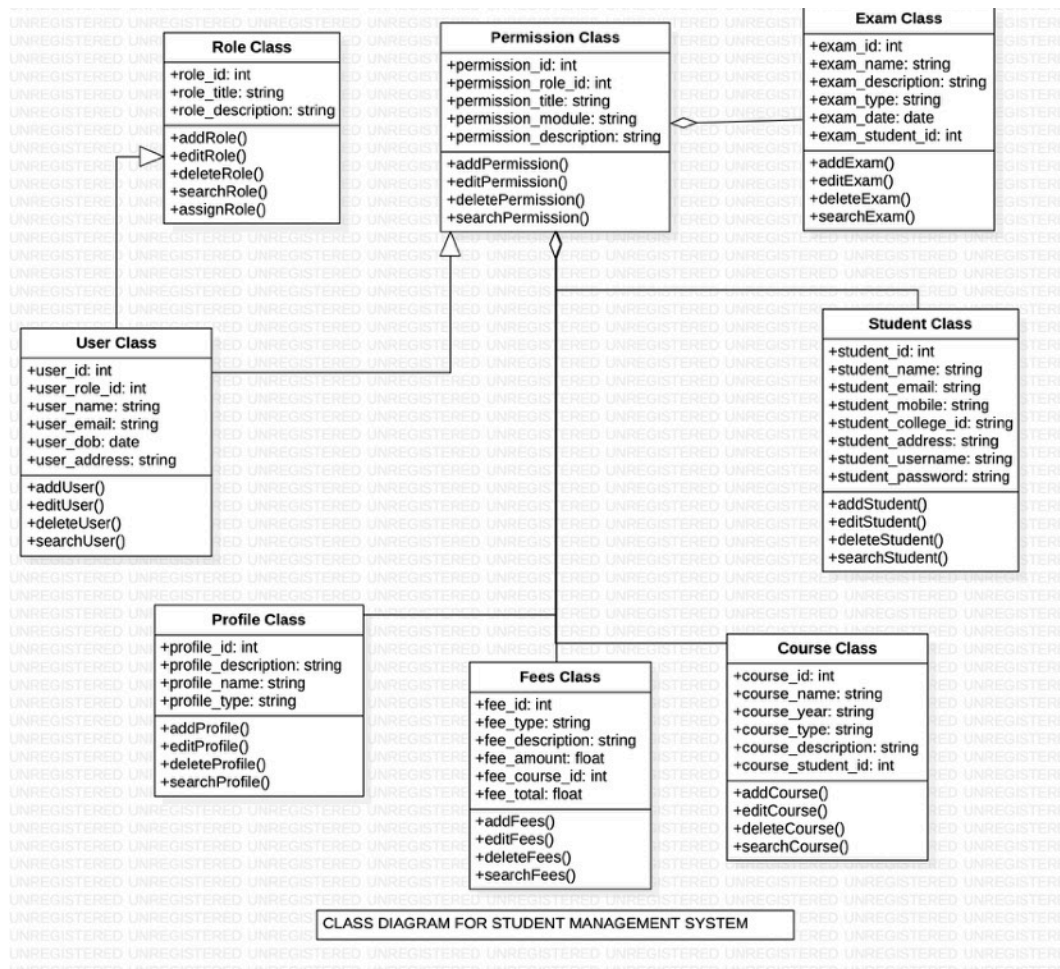 Role Class
+role_id: int
+role_title: string
+role_description: string
+addRole()
+editRole()
+deleteRole()
+searchRole()
+assignRole()
Permission Class
+permission_id: int
+permission_role_id: int
+permission_title: string
+permission_module: string
+permission_description: string
+addPermission()
+editPermission()
+deletePermission()
+searchPermission()
Exam Class
+exam_id: int
+exam_name: string
+exam_description: string
+exam_type: string
+exam_date: date
+exam_student_id: int
+addExam()
+editExam()
+deleteExam()
+searchExam()
User Class
+user_id: int
+user_role_id: int
+user_name: string
+user_email: string
+user_dob: date
+user_address: string
+addUser()
+editUser()
+deleteUser()
+searchUser()
Student Class
+student_id: int
+student_name: string
+student_email: string
+student_mobile: string
+student_college_id: string
+student_address: string
+student_username: string
+student_password: string
+addStudent()
+editStudent()
+deleteStudent()
+searchStudent()
Profile Class
+profile_id: int
+profile_description: string
+profile_name: string
+profile_type: string
+addProfile()
+editProfile()
+deleteProfile()
+searchProfile()
Fees Class
+fee_id: int
+fee_type: string
+fee_description: string
+fee_amount: float
+fee_course_id: int
+fee_total: float
+addFees()
+editFees()
+deleteFees()
+searchFees()
Course Class
+course_id: int
+course_name: string
+course_year: string
+course_type: string
+course_description: string
+course_student_id: int
+addCourse()
+editCourse()
+deleteCourse()
+searchCourse()
CLASS DIAGRAM FOR STUDENT MANAGEMENT SYSTEM